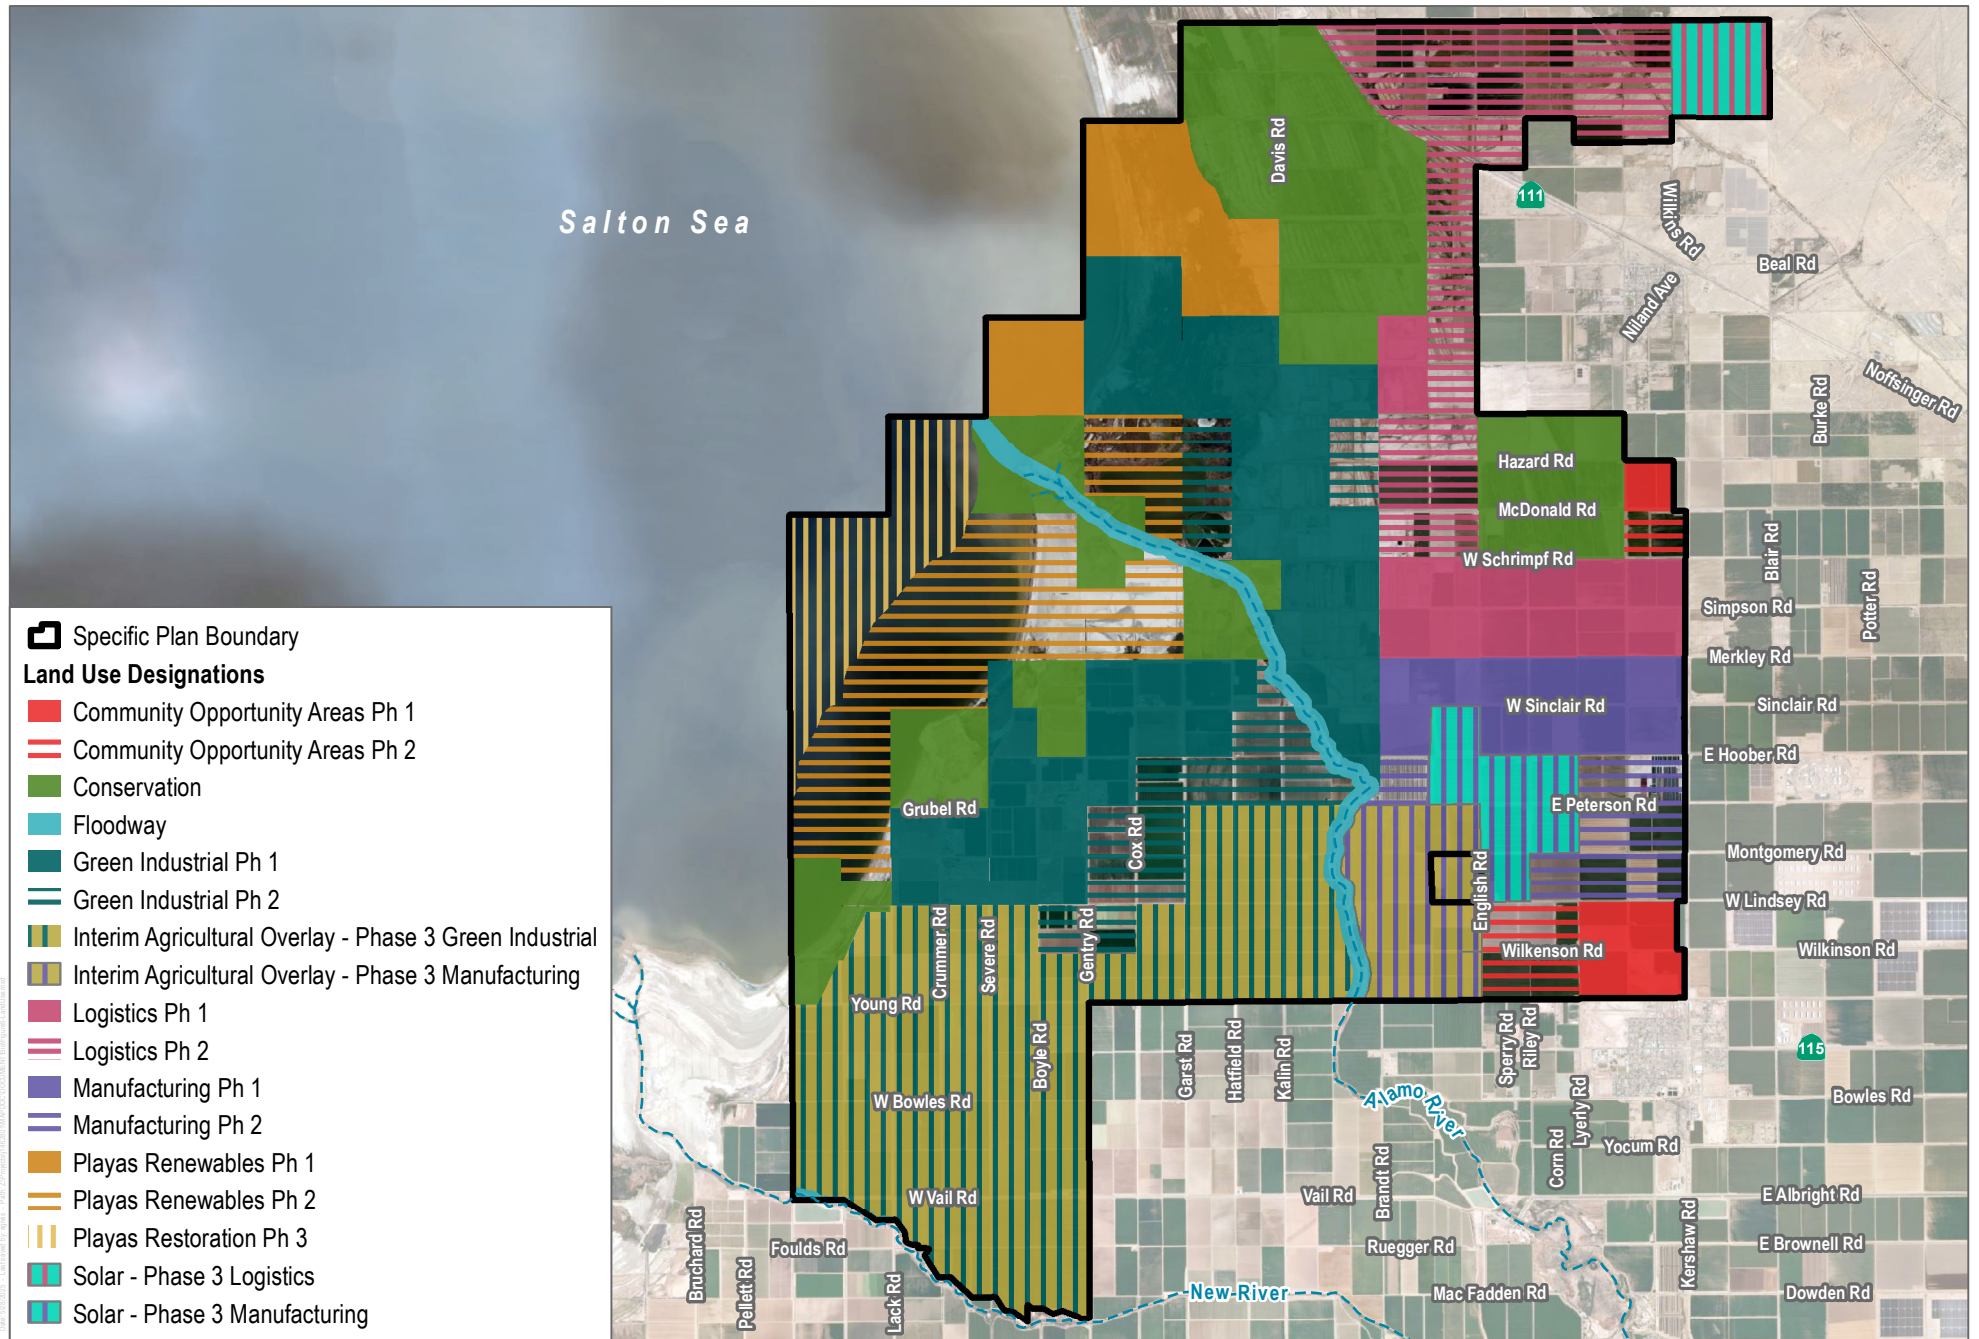 Salton Sea
Davis Rd
111
Wilkins Rd
Beal Rd
Niland Ave
Noffsinger Rd
Burke Rd
Hazard Rd
McDonald Rd
W Schrimpf Rd
Blair Rd
Potter Rd
Simpson Rd
Merkley Rd
W Sinclair Rd
Sinclair Rd
E Hoober Rd
E Peterson Rd
Grubel Rd
Cox Rd
Montgomery Rd
English Rd
W Lindsey Rd
Crummer Rd
Severe Rd
Gentry Rd
Wilkenson Rd
Wilkinson Rd
Young Rd
Boyle Rd
Garst Rd
Hatfield Rd
Kalin Rd
Sperry Rd
Riley Rd
115
W Bowles Rd
Alamo River
Lyerly Rd
Bowles Rd
Corn Rd
Yocum Rd
Brandt Rd
W Vail Rd
Vail Rd
E Albright Rd
Bruchard Rd
Foulds Rd
Ruegger Rd
Kershaw Rd
E Brownell Rd
Pellett Rd
Lack Rd
New River
Mac Fadden Rd
Dowden Rd
Specific Plan Boundary
Land Use Designations
Community Opportunity Areas Ph 1
Community Opportunity Areas Ph 2
Conservation
Floodway
Green Industrial Ph 1
Green Industrial Ph 2
Interim Agricultural Overlay - Phase 3 Green Industrial
Interim Agricultural Overlay - Phase 3 Manufacturing
Logistics Ph 1
Logistics Ph 2
Manufacturing Ph 1
Manufacturing Ph 2
Playas Renewables Ph 1
Playas Renewables Ph 2
Playas Restoration Ph 3
Solar - Phase 3 Logistics
Solar - Phase 3 Manufacturing